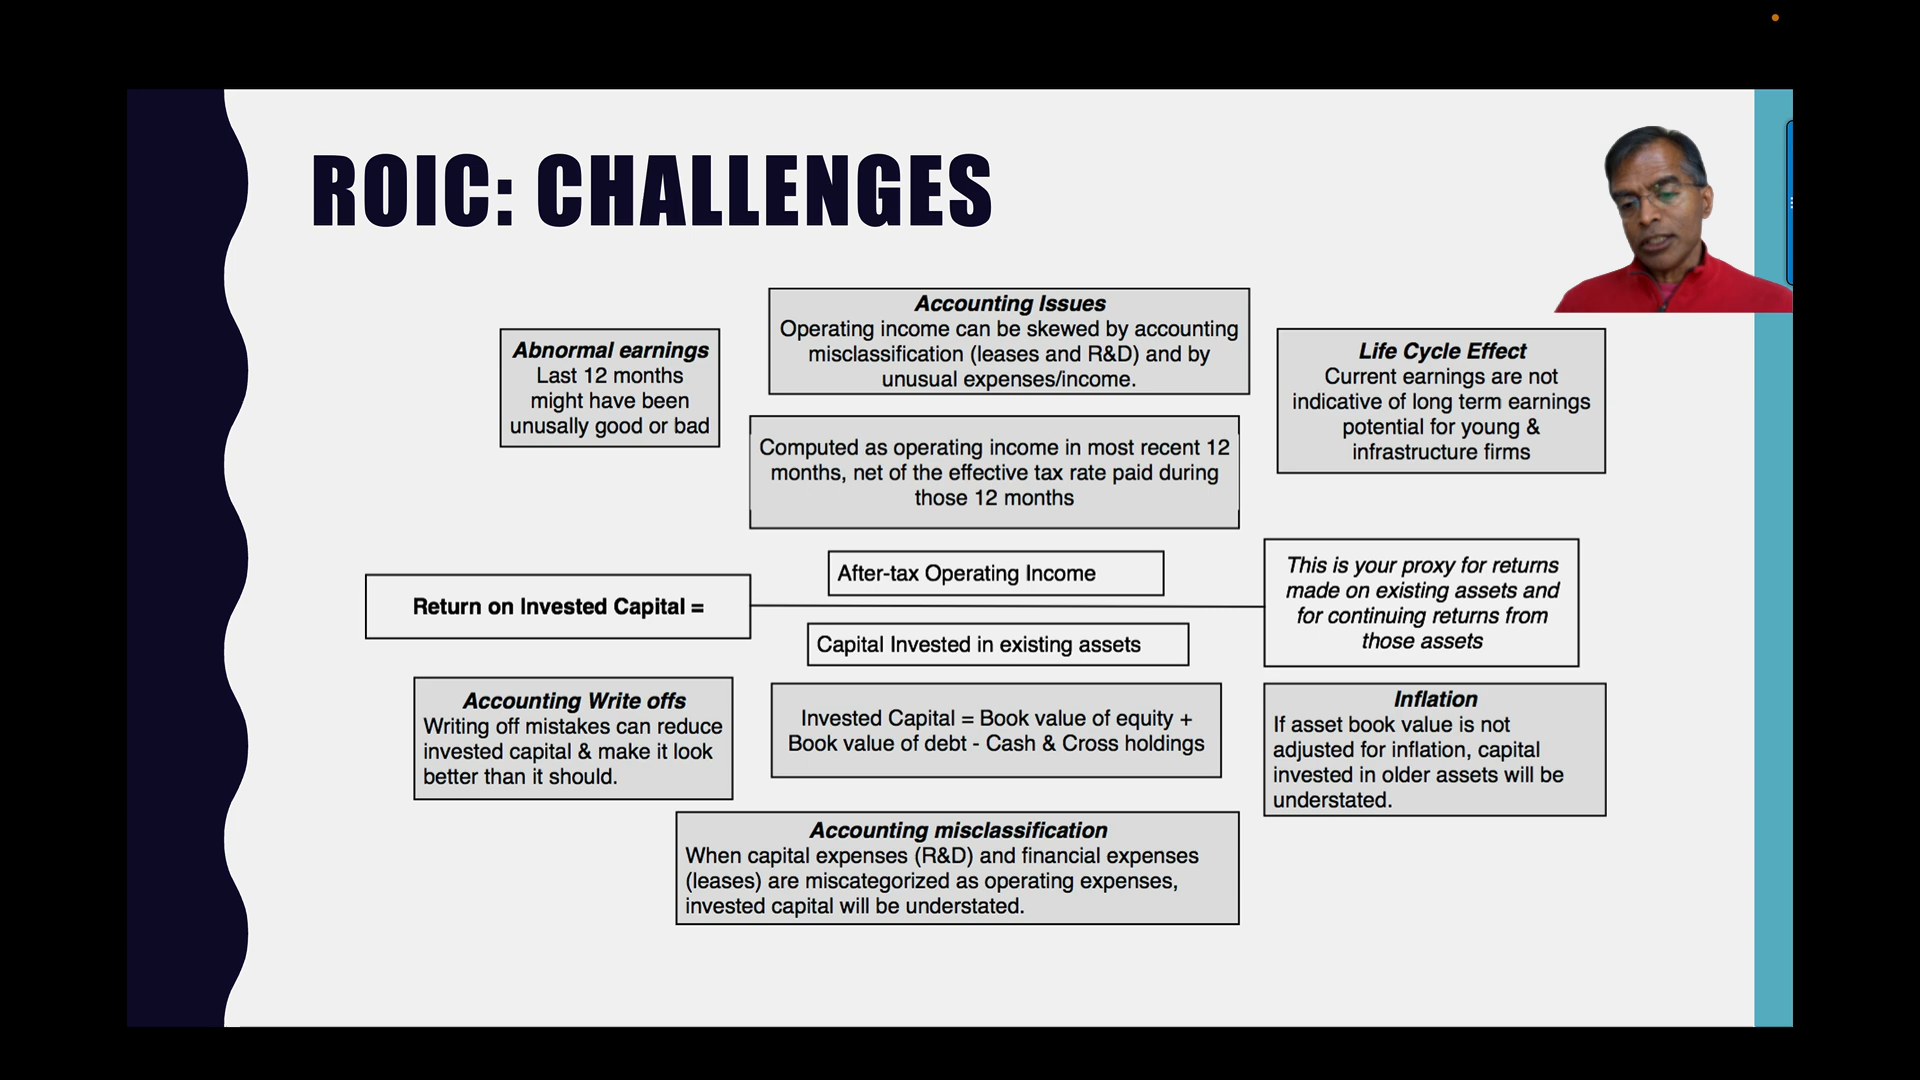 ROIC: CHALLENGES
Accounting Issues
Operating income can be skewed by accounting
misclassification (leases and R&D) and by
unusual expenses/income.
Abnormal earnings
Last 12 months
might have been
unusally good or bad
Life Cycle Effect
Current earnings are not
indicative of long term earnings
potential for young &
infrastructure firms
Computed as operating income in most recent 12
months, net of the effective tax rate paid during
those 12 months
Return on Invested Capital =
After-tax Operating Income
Capital Invested in existing assets
This is your proxy for returns
made on existing assets and
for continuing returns from
those assets
Accounting Write offs
Writing off mistakes can reduce
invested capital & make it look
better than it should.
Invested Capital = Book value of equity +
Book value of debt - Cash & Cross holdings
Inflation
If asset book value is not
adjusted for inflation, capital
invested in older assets will be
understated.
Accounting misclassification
When capital expenses (R&D) and financial expenses
(leases) are miscategorized as operating expenses,
invested capital will be understated.